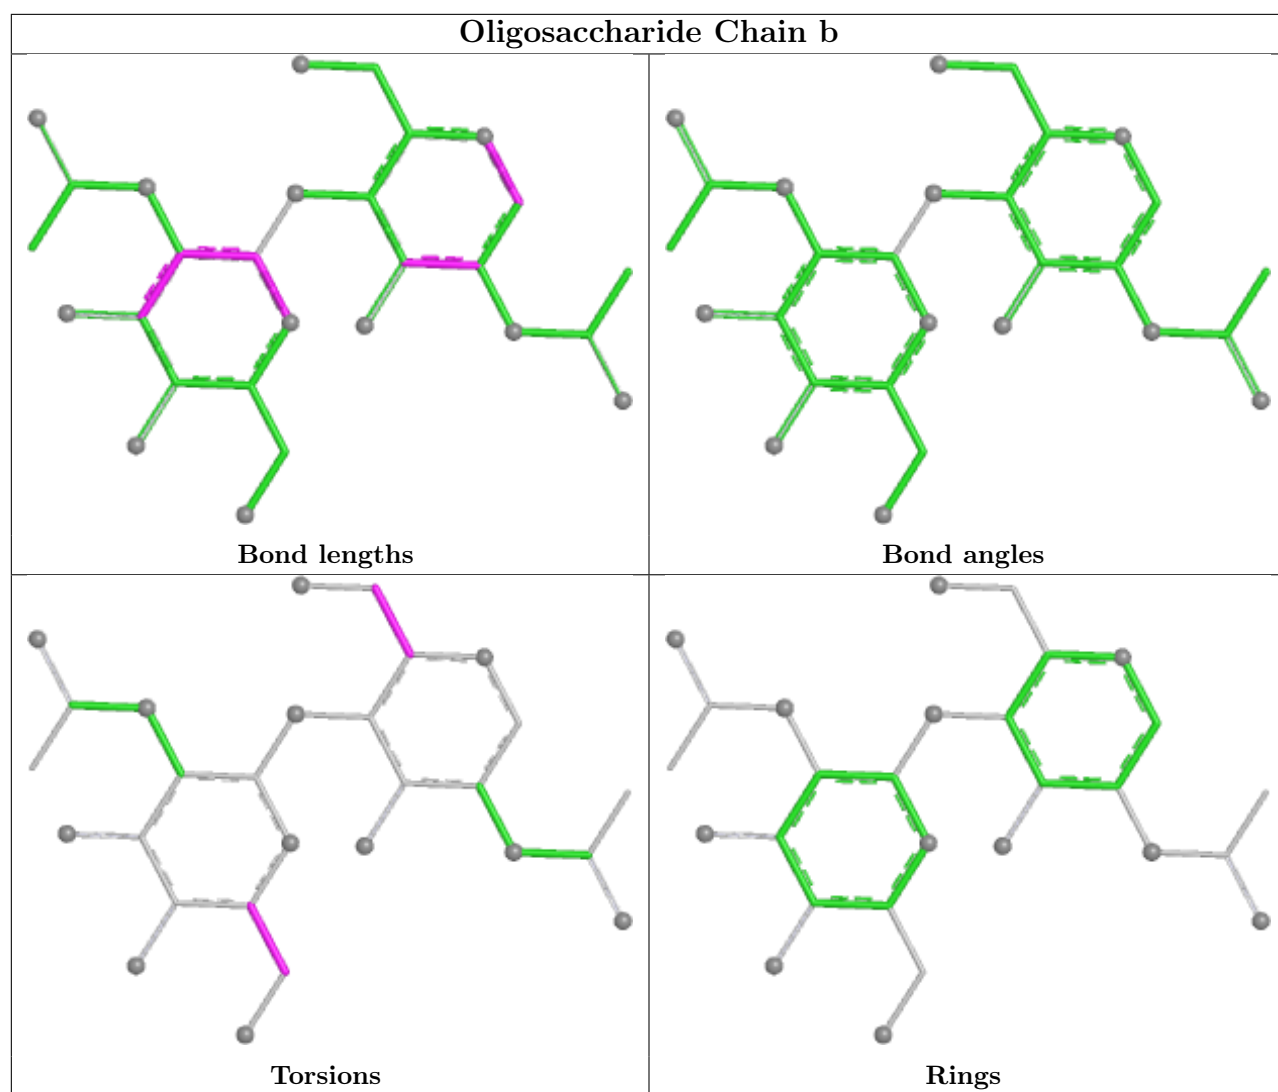 Oligosaccharide Chain b
Bond lengths
Bond angles
Torsions
Rings